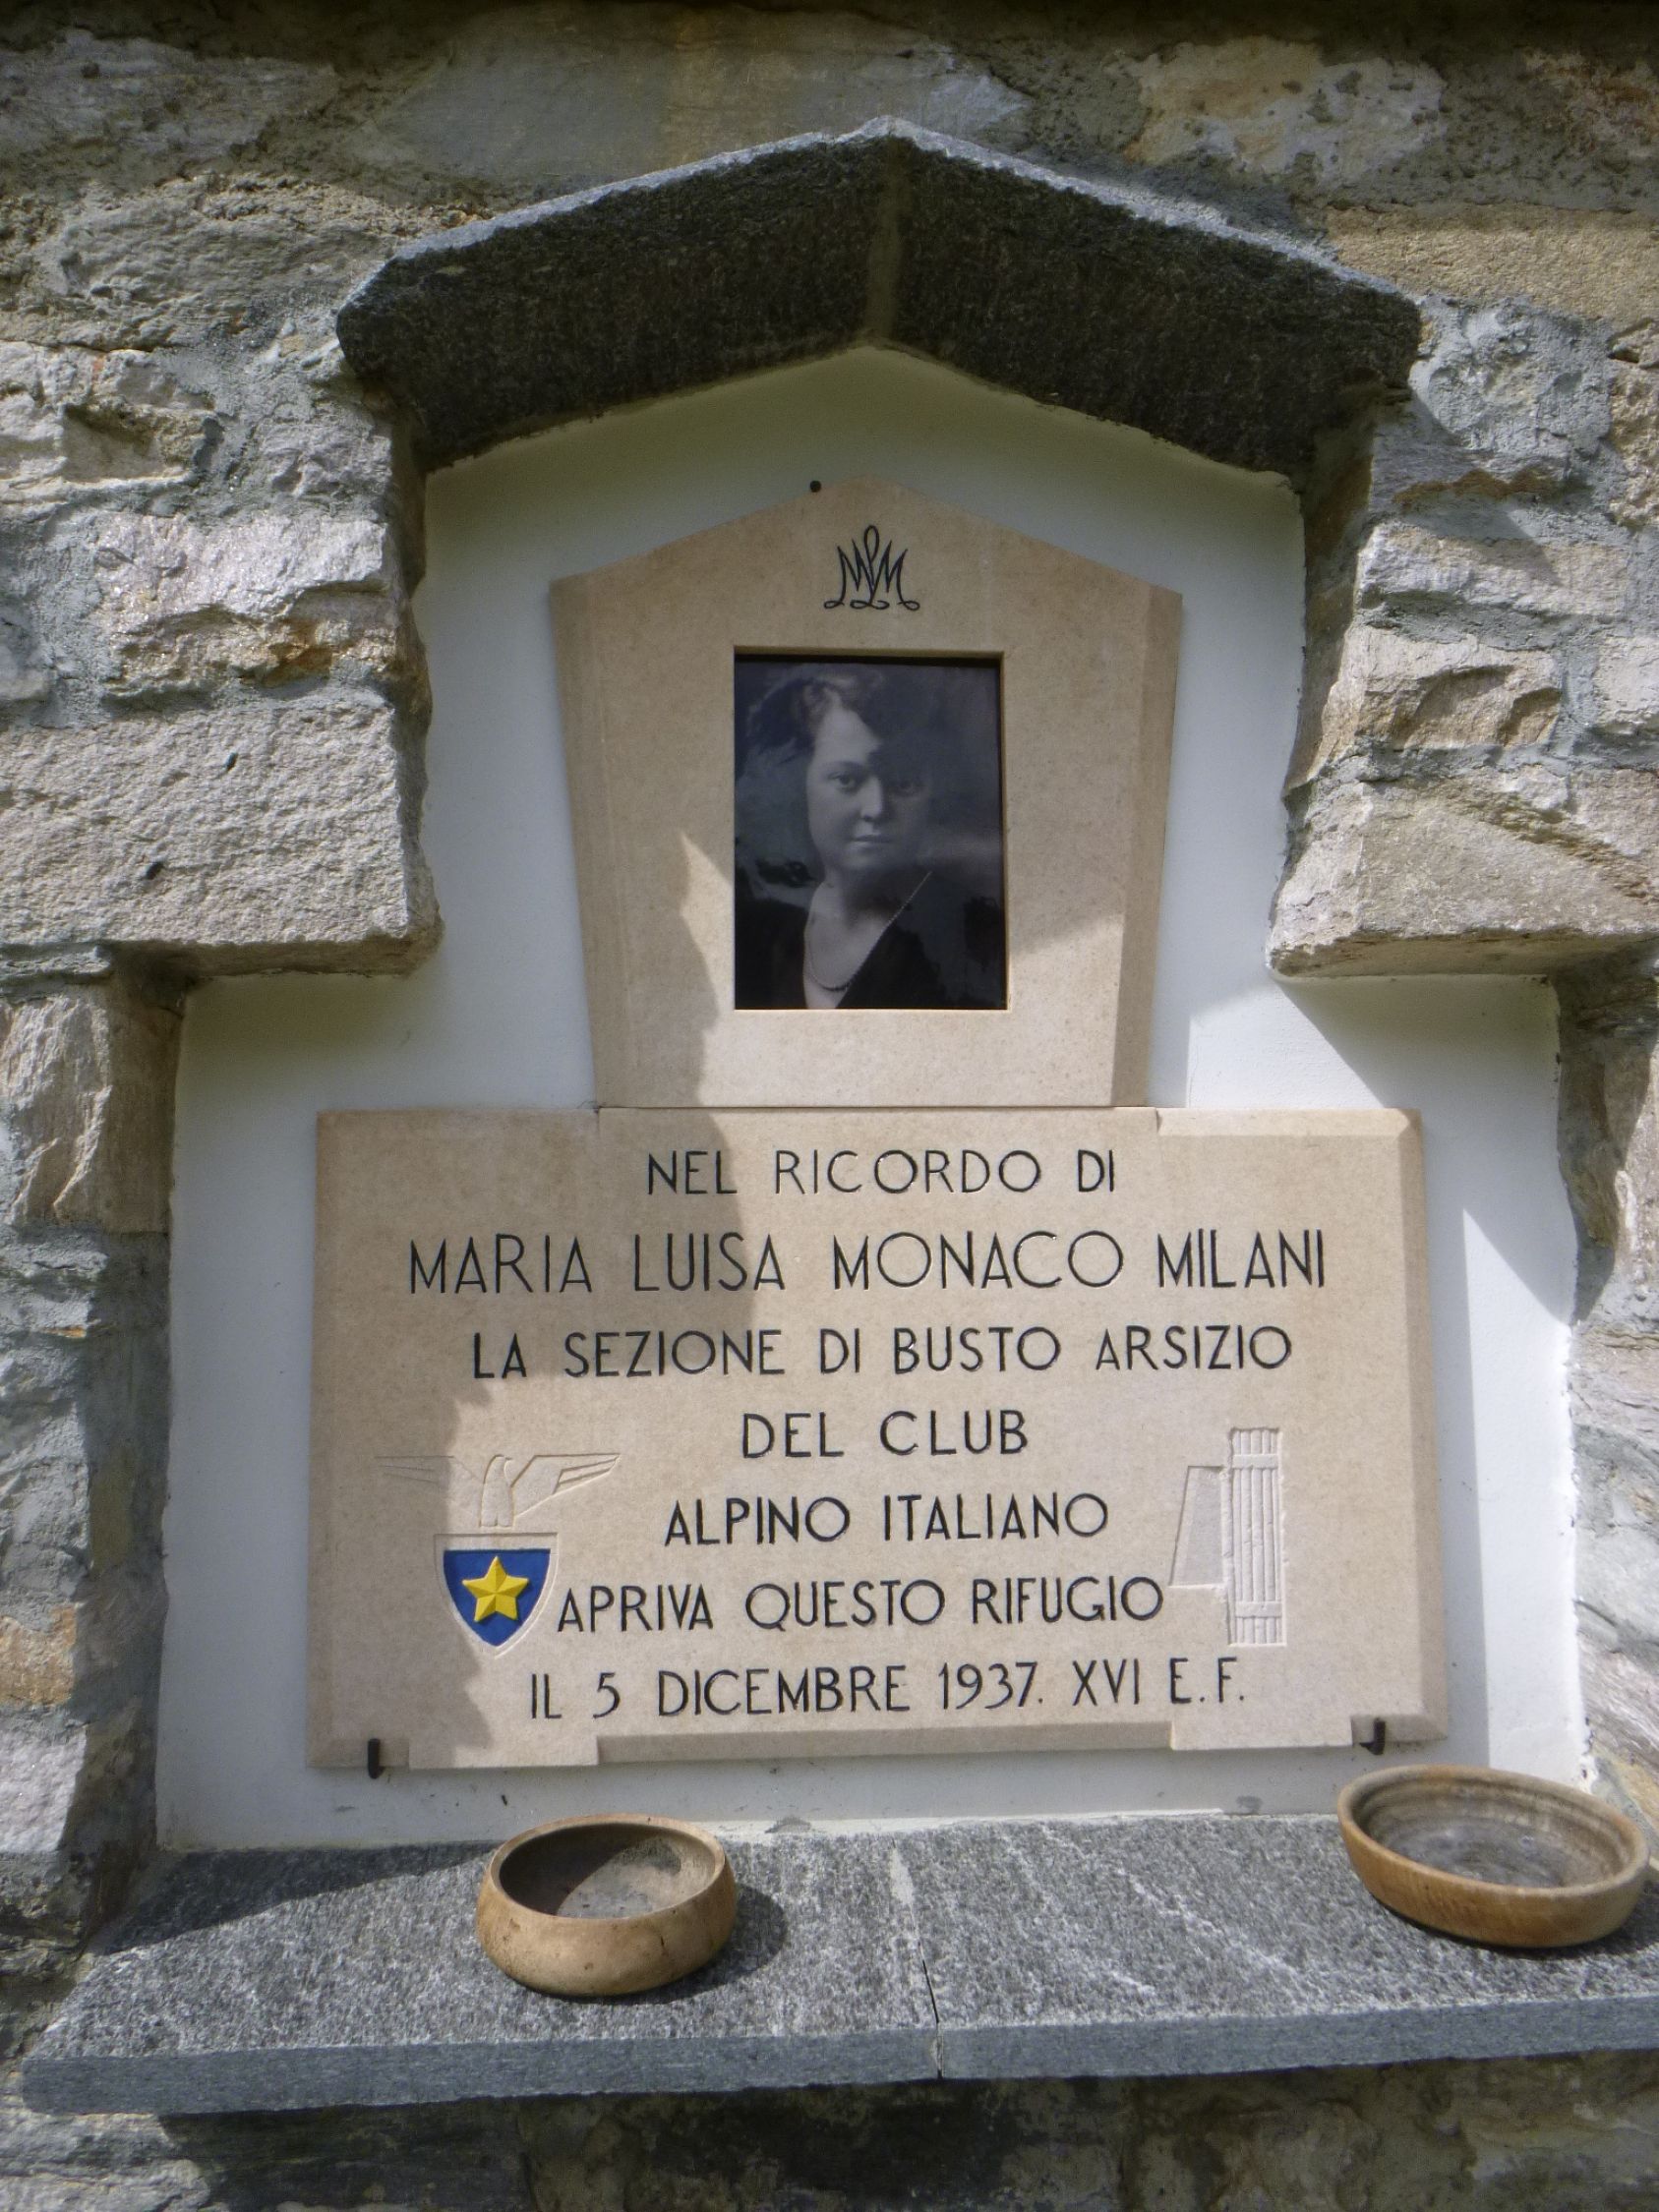 MLM
NEL RICORDO DI
MARIA LUISA MONACO MILANI
LA SEZIONE DI BUSTO ARSIZIO
DEL CLUB
ALPINO ITALIANO
APRIVA QUESTO RIFUGIO
IL 5 DICEMBRE 1937. XVI E.F.